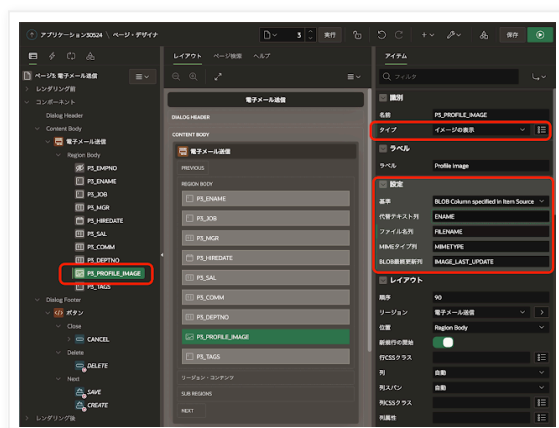 アプリケーション30524 \ ページ・デザイナ
3
実行
保存
ページ3: 電子メール送信
レンダリング前
コンポーネント
Dialog Header
Content Body
電子メール送信
Region Body
P3_EMPNO
P3_ENAME
P3_JOB
P3_MGR
P3_HIREDATE
P3_SAL
P3_COMM
P3_DEPTNO
P3_PROFILE_IMAGE
P3_TAGS
Dialog Footer
ボタン
Close
CANCEL
Delete
DELETE
Next
SAVE
CREATE
レンダリング後
レイアウト ページ検索 ヘルプ
電子メール送信
DIALOG HEADER
CONTENT BODY
電子メール送信
PREVIOUS
REGION BODY
P3_ENAME
P3_JOB
P3_MGR
P3_HIREDATE
P3_SAL
P3_COMM
P3_DEPTNO
P3_PROFILE_IMAGE
P3_TAGS
リージョン・コンテンツ
SUB REGIONS
NEXT
アイテム
フィルタ
識別
名前 P3_PROFILE_IMAGE
タイプ イメージの表示
ラベル
ラベル Profile Image
設定
基準 BLOB Column specified in Item Source
代替テキスト列 ENAME
ファイル名列 FILENAME
MIMEタイプ列 MIMETYPE
BLOB最終更新列 IMAGE_LAST_UPDATE
レイアウト
順序 90
リージョン 電子メール送信
位置 Region Body
新規行の開始
行CSSクラス
列 自動
列スパン 自動
列CSSクラス
列属性